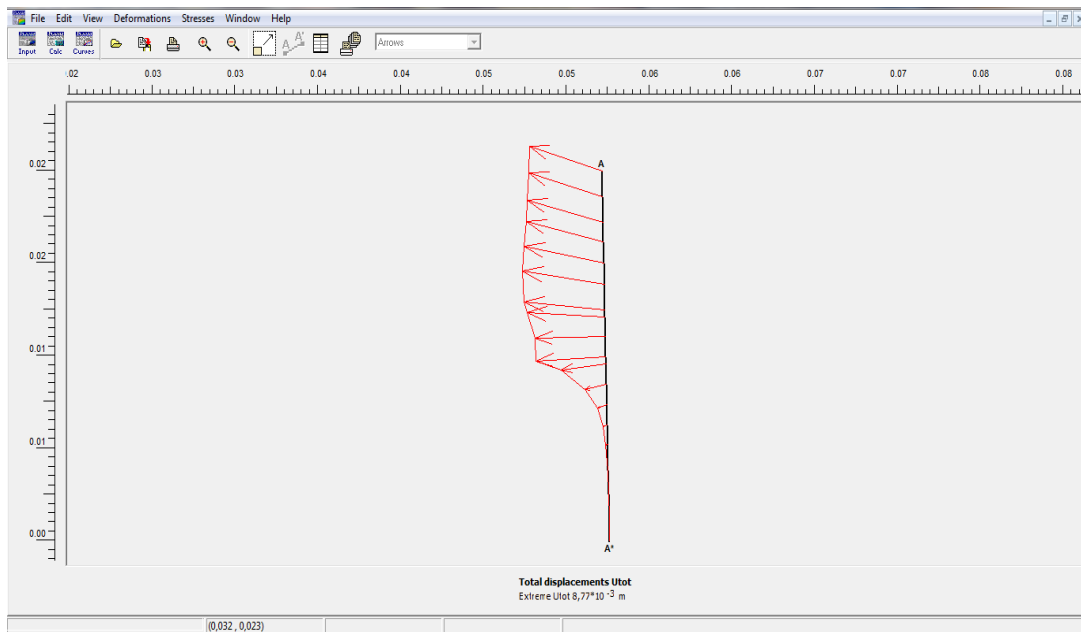 File Edit View Deformations Stresses Window Help
Input Calc Curves Arrows
.02 0.03 0.03 0.04 0.04 0.05 0.05 0.06 0.06 0.07 0.07 0.08 0.08
0.02
0.02
0.01
0.01
0.00
A
A*
Total displacements Utot
Extreme Utot 8,77*10 -3 m
(0,032 , 0,023)